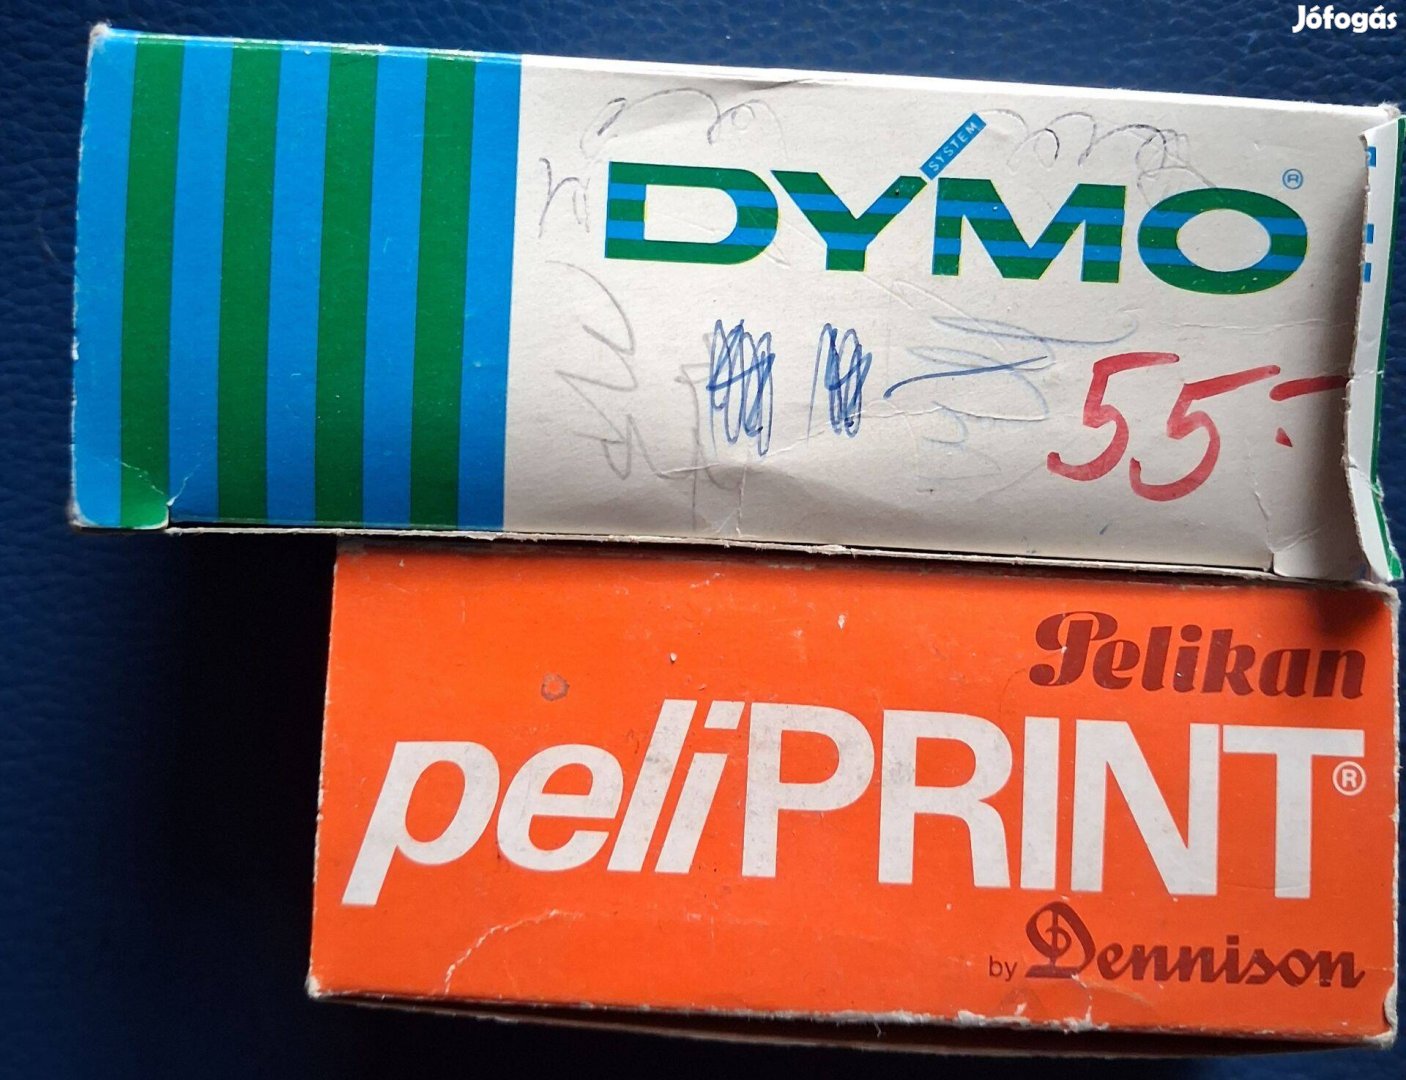 Jófogás
SYSTEM
DYMO®
55.-
Pelikan
peliPRINT®
by Dennison